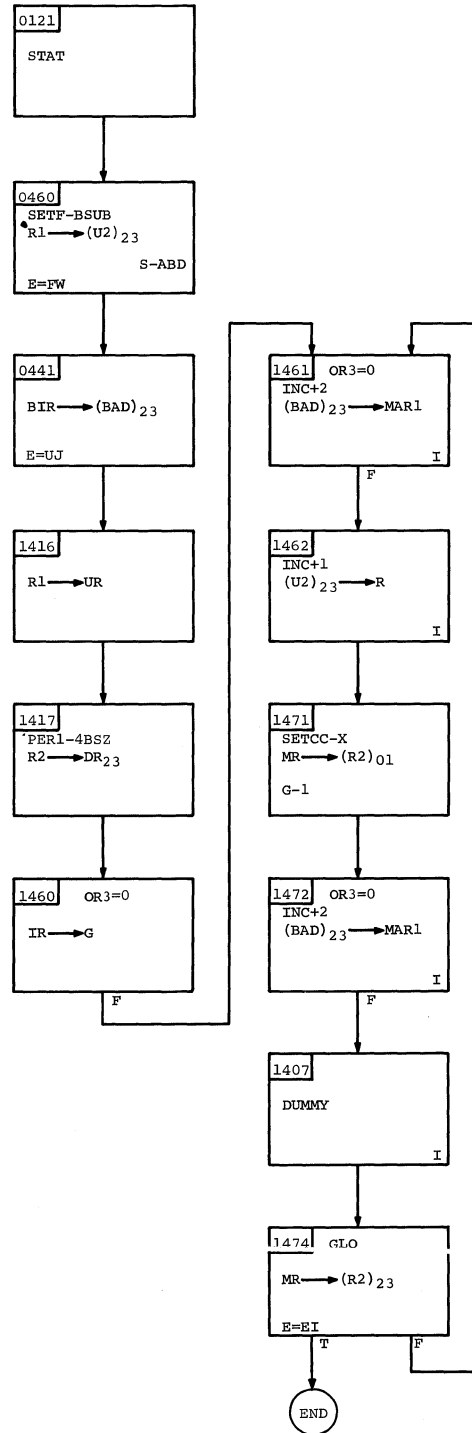 0121
STAT
0460
SETF-BSUB
R1→(U2)23
S-ABD
E=FW
0441
BIR→(BAD)23
E=UJ
1416
R1→UR
1417
PER1-4BSZ
R2→DR23
1460 OR3=0
IR→G
F
1461 OR3=0
INC+2
(BAD)23→MAR1
I
F
1462
INC+1
(U2)23→R
I
1471
SETCC-X
MR→(R2)01
G-1
1472 OR3=0
INC+2
(BAD)23→MAR1
I
F
1407
DUMMY
I
1474 GLO
MR→(R2)23
E=EI
T F
END